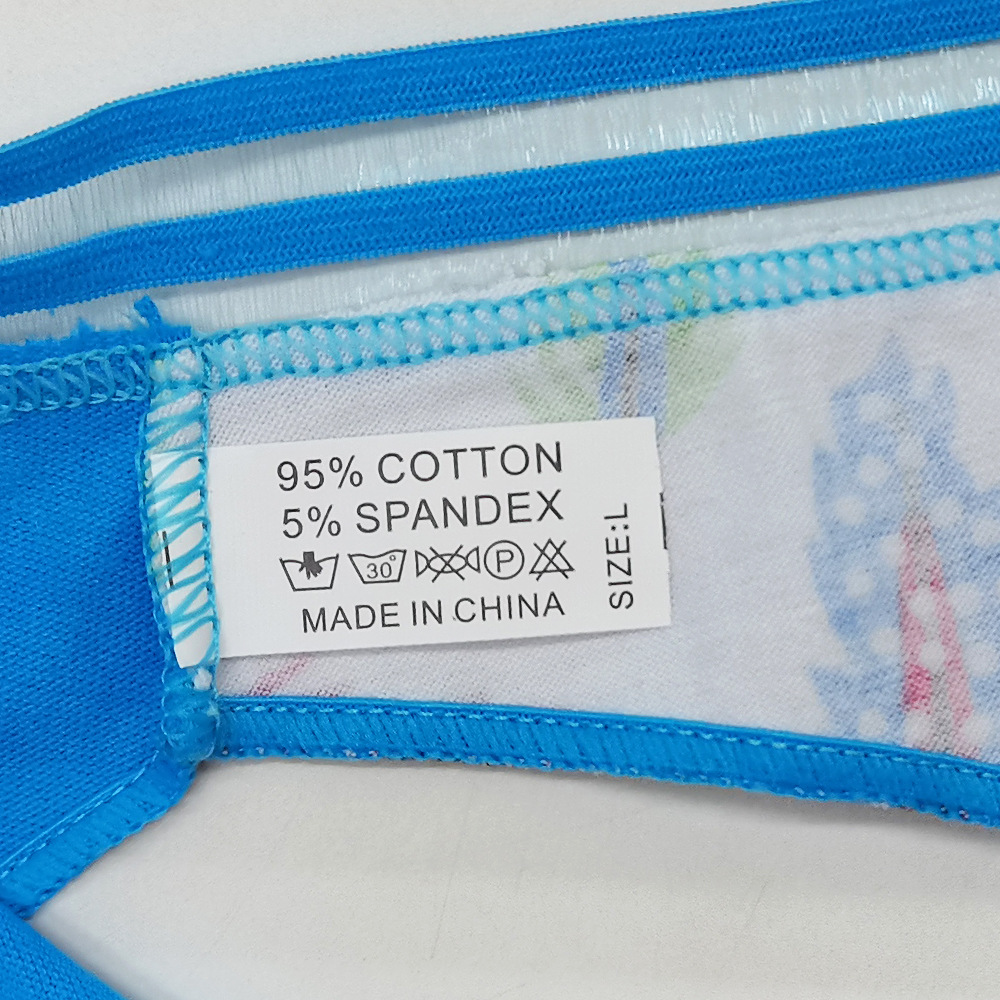 95% COTTON
5% SPANDEX
30°
P
MADE IN CHINA
SIZE:L